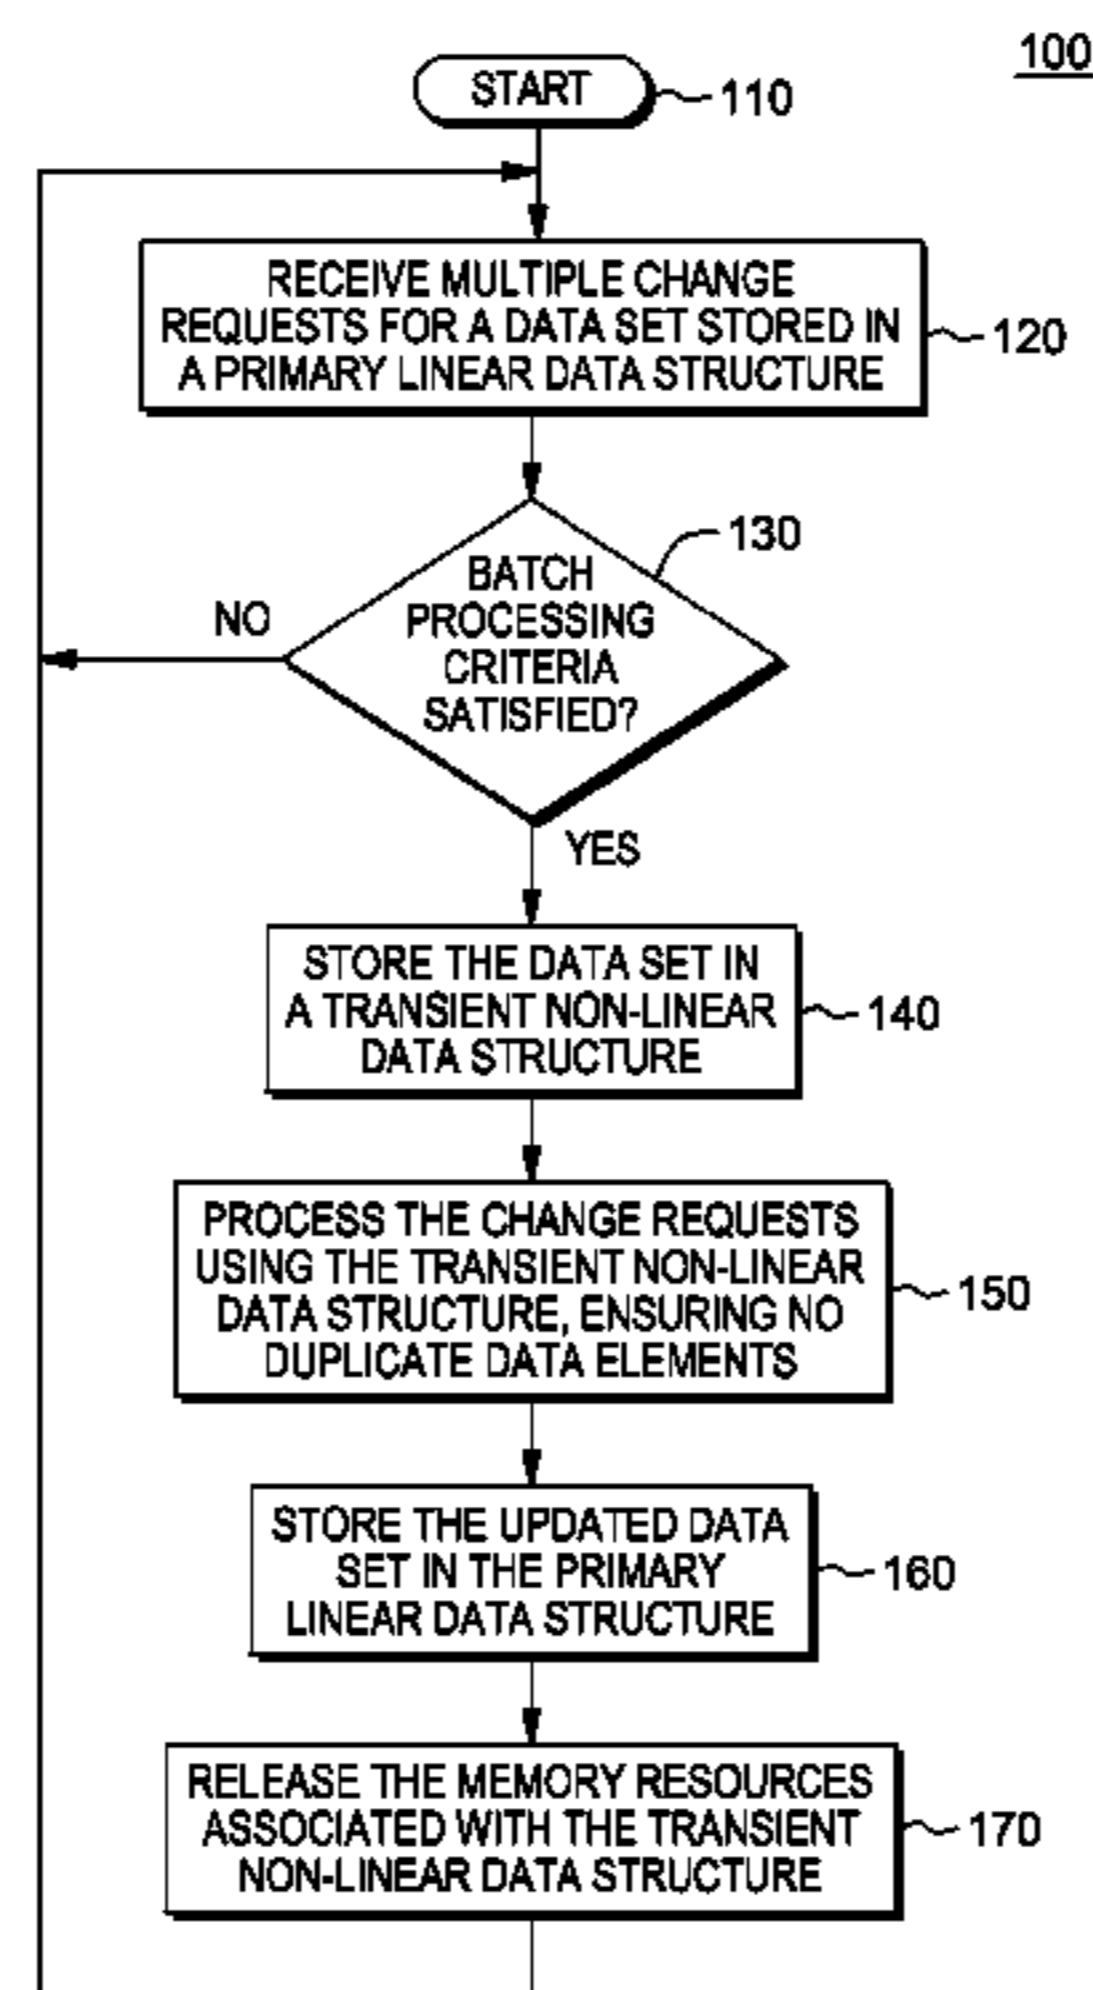 100
START
110
RECEIVE MULTIPLE CHANGE
REQUESTS FOR A DATA SET STORED IN
A PRIMARY LINEAR DATA STRUCTURE
120
130
BATCH
PROCESSING
CRITERIA
SATISFIED?
NO
YES
STORE THE DATA SET IN
A TRANSIENT NON-LINEAR
DATA STRUCTURE
140
PROCESS THE CHANGE REQUESTS
USING THE TRANSIENT NON-LINEAR
DATA STRUCTURE, ENSURING NO
DUPLICATE DATA ELEMENTS
150
STORE THE UPDATED DATA
SET IN THE PRIMARY
LINEAR DATA STRUCTURE
160
RELEASE THE MEMORY RESOURCES
ASSOCIATED WITH THE TRANSIENT
NON-LINEAR DATA STRUCTURE
170